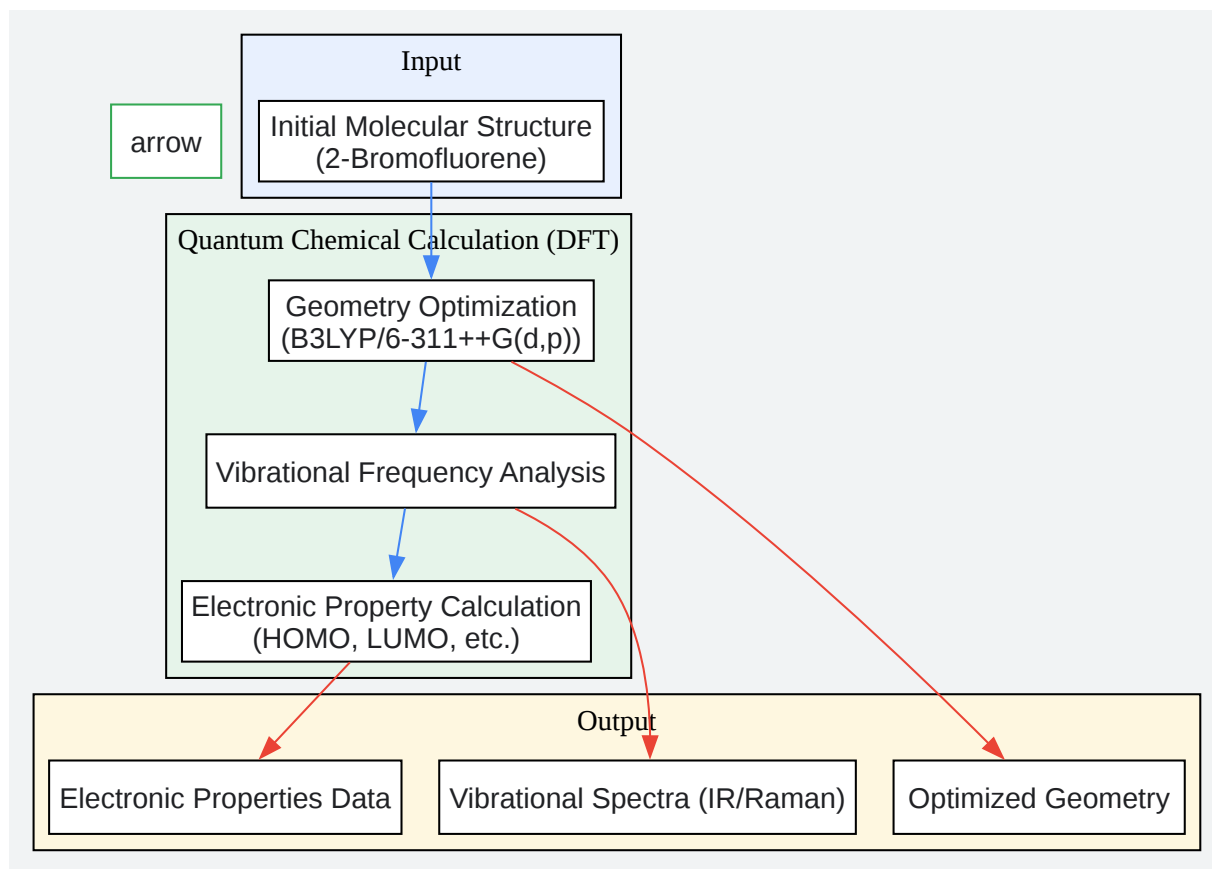 Input
arrow
Initial Molecular Structure
(2-Bromofluorene)
Quantum Chemical Calculation (DFT)
Geometry Optimization
(B3LYP/6-311++G(d,p))
Vibrational Frequency Analysis
Electronic Property Calculation
(HOMO, LUMO, etc.)
Output
Electronic Properties Data
Vibrational Spectra (IR/Raman)
Optimized Geometry